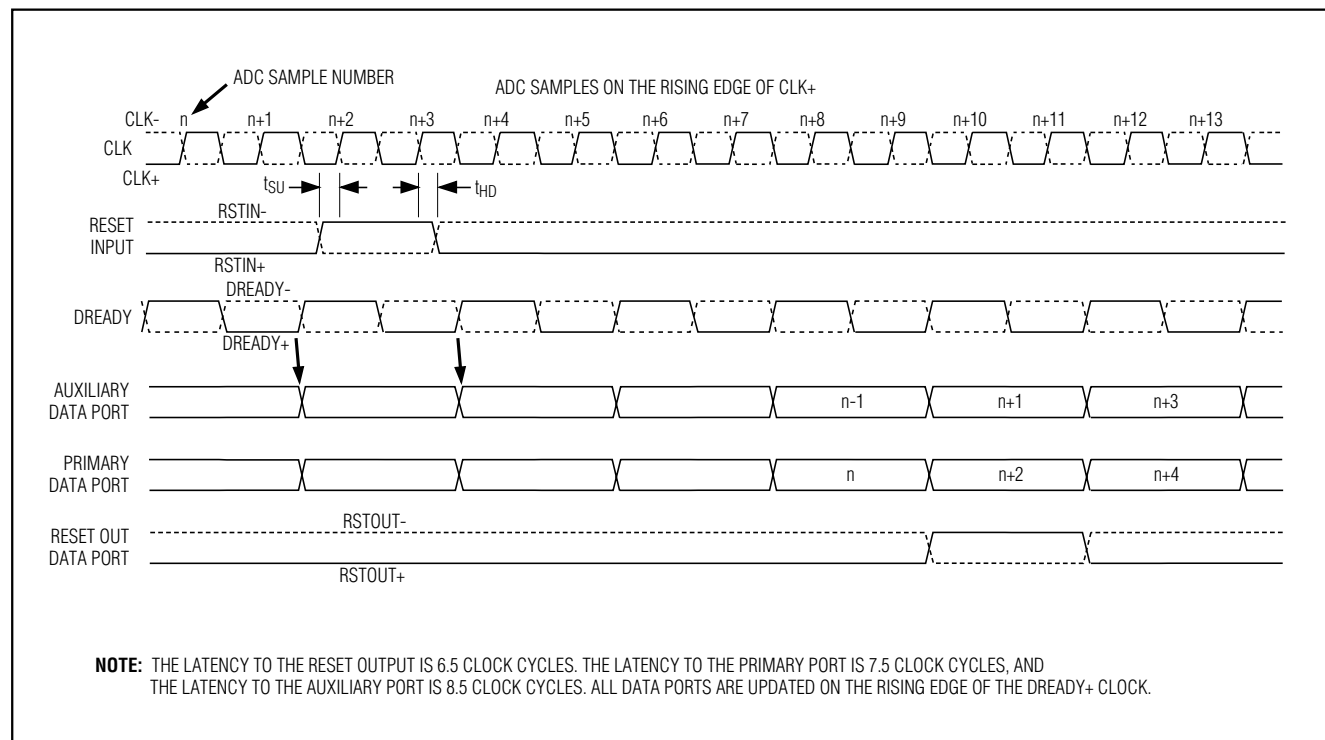 ADC SAMPLE NUMBER
ADC SAMPLES ON THE RISING EDGE OF CLK+
CLK- n n+1 n+2 n+3 n+4 n+5 n+6 n+7 n+8 n+9 n+10 n+11 n+12 n+13
CLK
CLK+
tSU tHD
RSTIN-
RESET
INPUT
RSTIN+
DREADY-
DREADY
DREADY+
AUXILIARY
DATA PORT
n-1 n+1 n+3
PRIMARY
DATA PORT
n n+2 n+4
RSTOUT-
RESET OUT
DATA PORT
RSTOUT+
NOTE: THE LATENCY TO THE RESET OUTPUT IS 6.5 CLOCK CYCLES. THE LATENCY TO THE PRIMARY PORT IS 7.5 CLOCK CYCLES, AND
THE LATENCY TO THE AUXILIARY PORT IS 8.5 CLOCK CYCLES. ALL DATA PORTS ARE UPDATED ON THE RISING EDGE OF THE DREADY+ CLOCK.